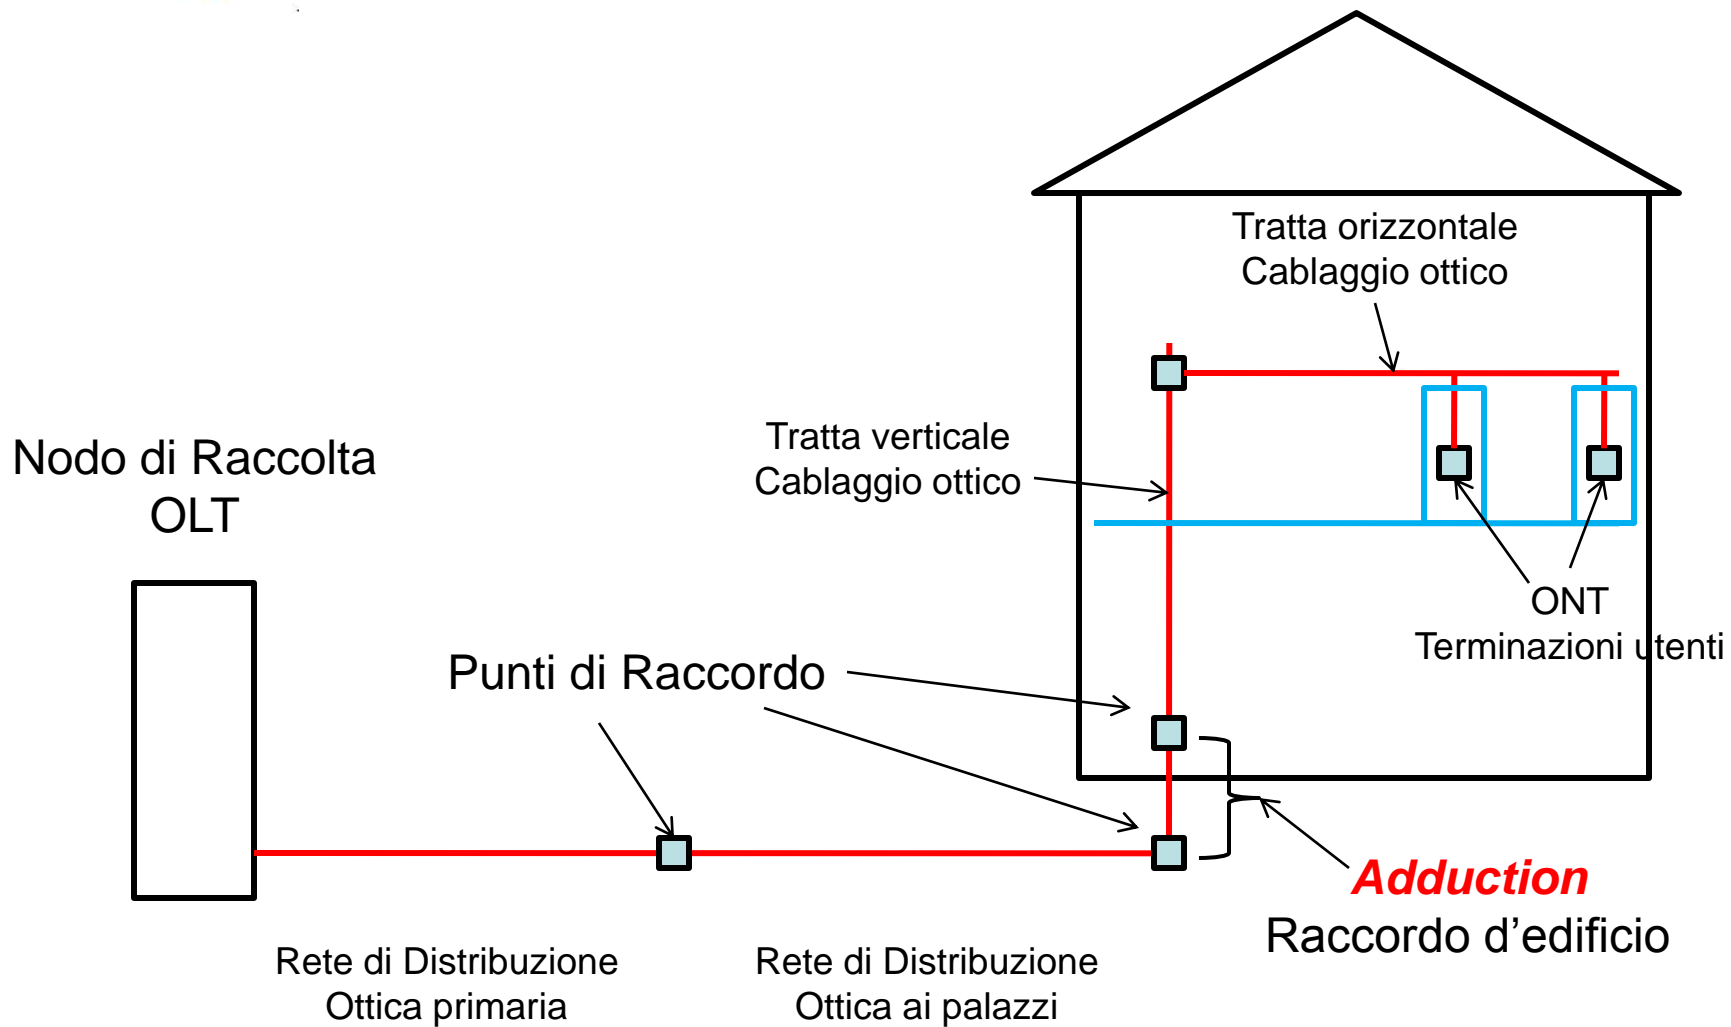 Tratta orizzontale
Cablaggio ottico
Tratta verticale
Cablaggio ottico
Nodo di Raccolta
OLT
ONT
Terminazioni utenti
Punti di Raccordo
Adduction
Raccordo d’edificio
Rete di Distribuzione
Ottica primaria
Rete di Distribuzione
Ottica ai palazzi